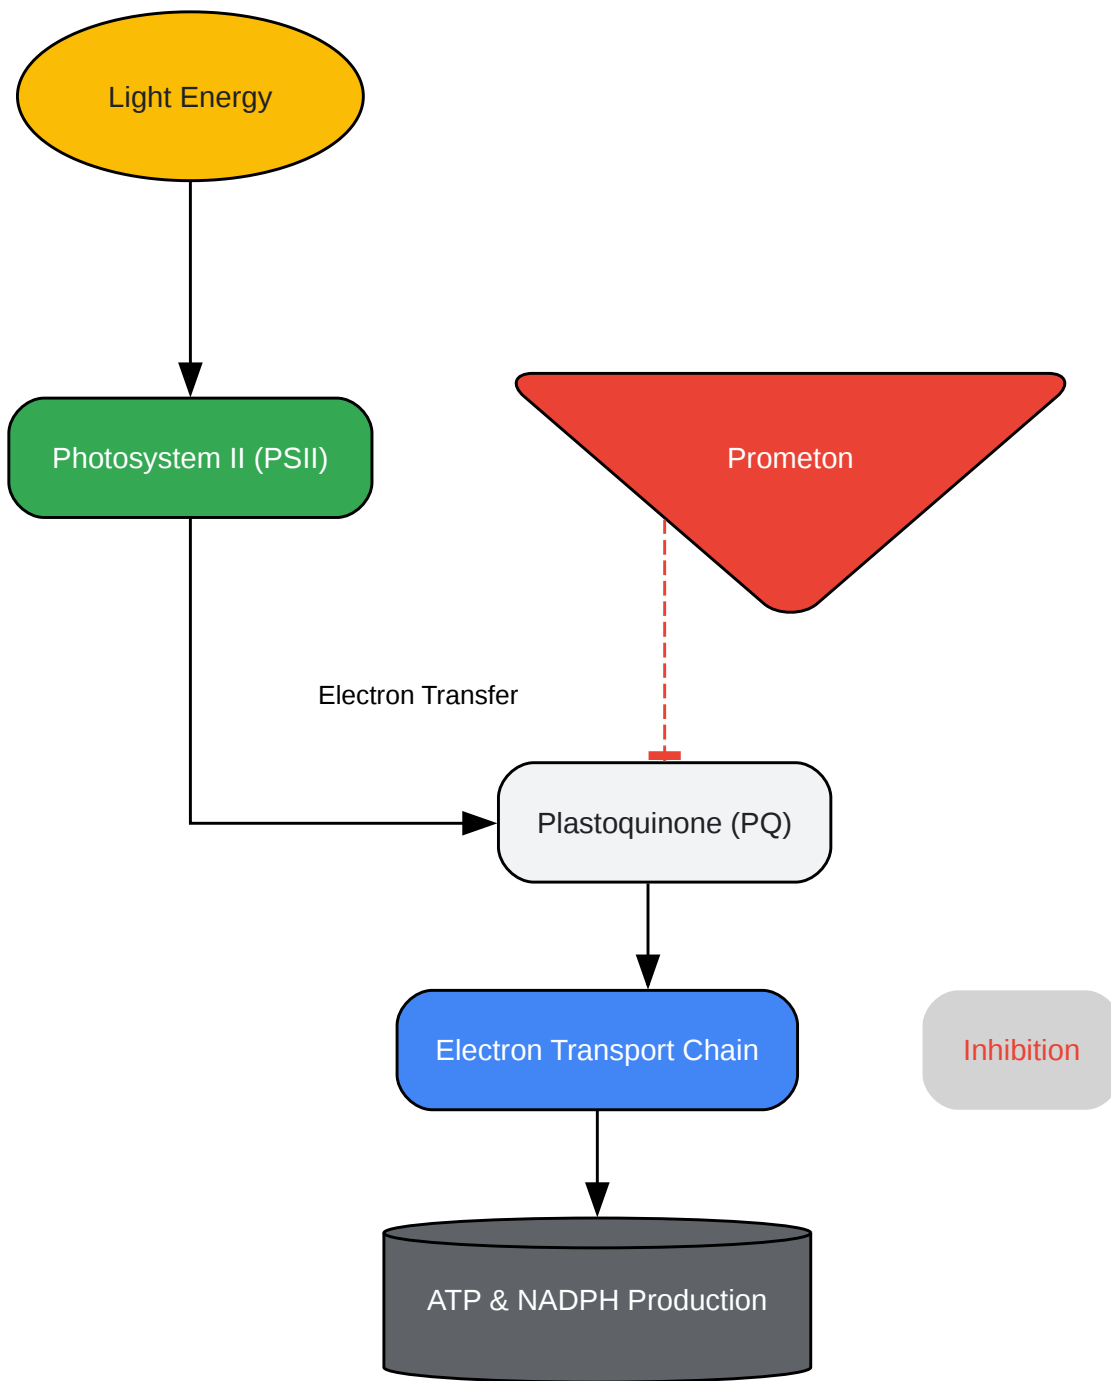 Light Energy
Photosystem II (PSII)
Prometon
Electron Transfer
Plastoquinone (PQ)
Electron Transport Chain
Inhibition
ATP & NADPH Production